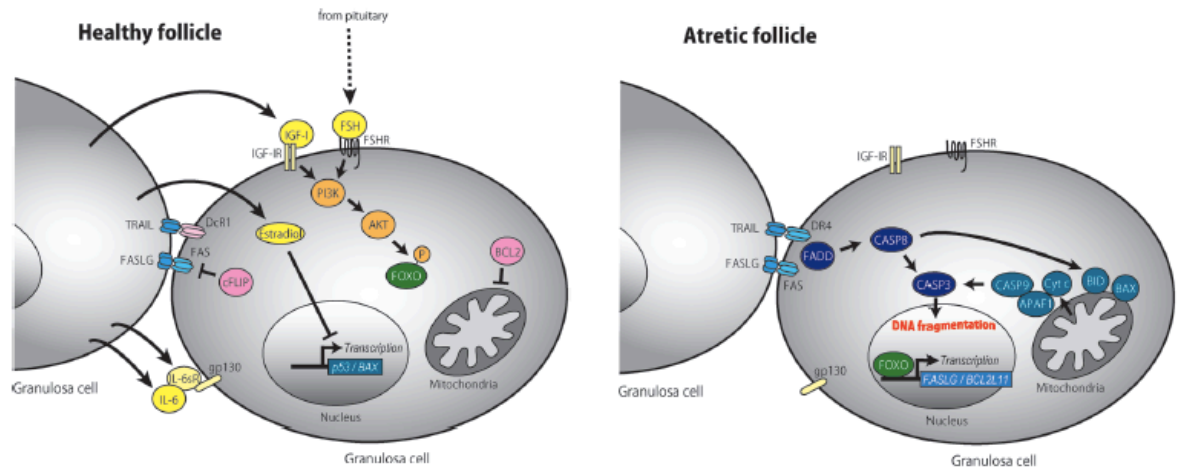 Healthy follicle
from pituitary
IGF-I
FSH
IGF-IR
FSHR
PI3K
TRAIL
DcR1
Estradiol
AKT
FASLG
FAS
P
BCL2
FOXO
cFLIP
Transcription
p53 / BAX
gp130
Mitochondria
IL-6sR
IL-6
Granulosa cell
Nucleus
Granulosa cell
Atretic follicle
IGF-IR
FSHR
TRAIL
DR4
FADD
CASP8
FASLG
FAS
CASP3
CASP9
Cyt c
BID
BAX
APAF1
DNA fragmentation
FOXO
Transcription
FASLG / BCL2L11
gp130
Mitochondria
Granulosa cell
Nucleus
Granulosa cell